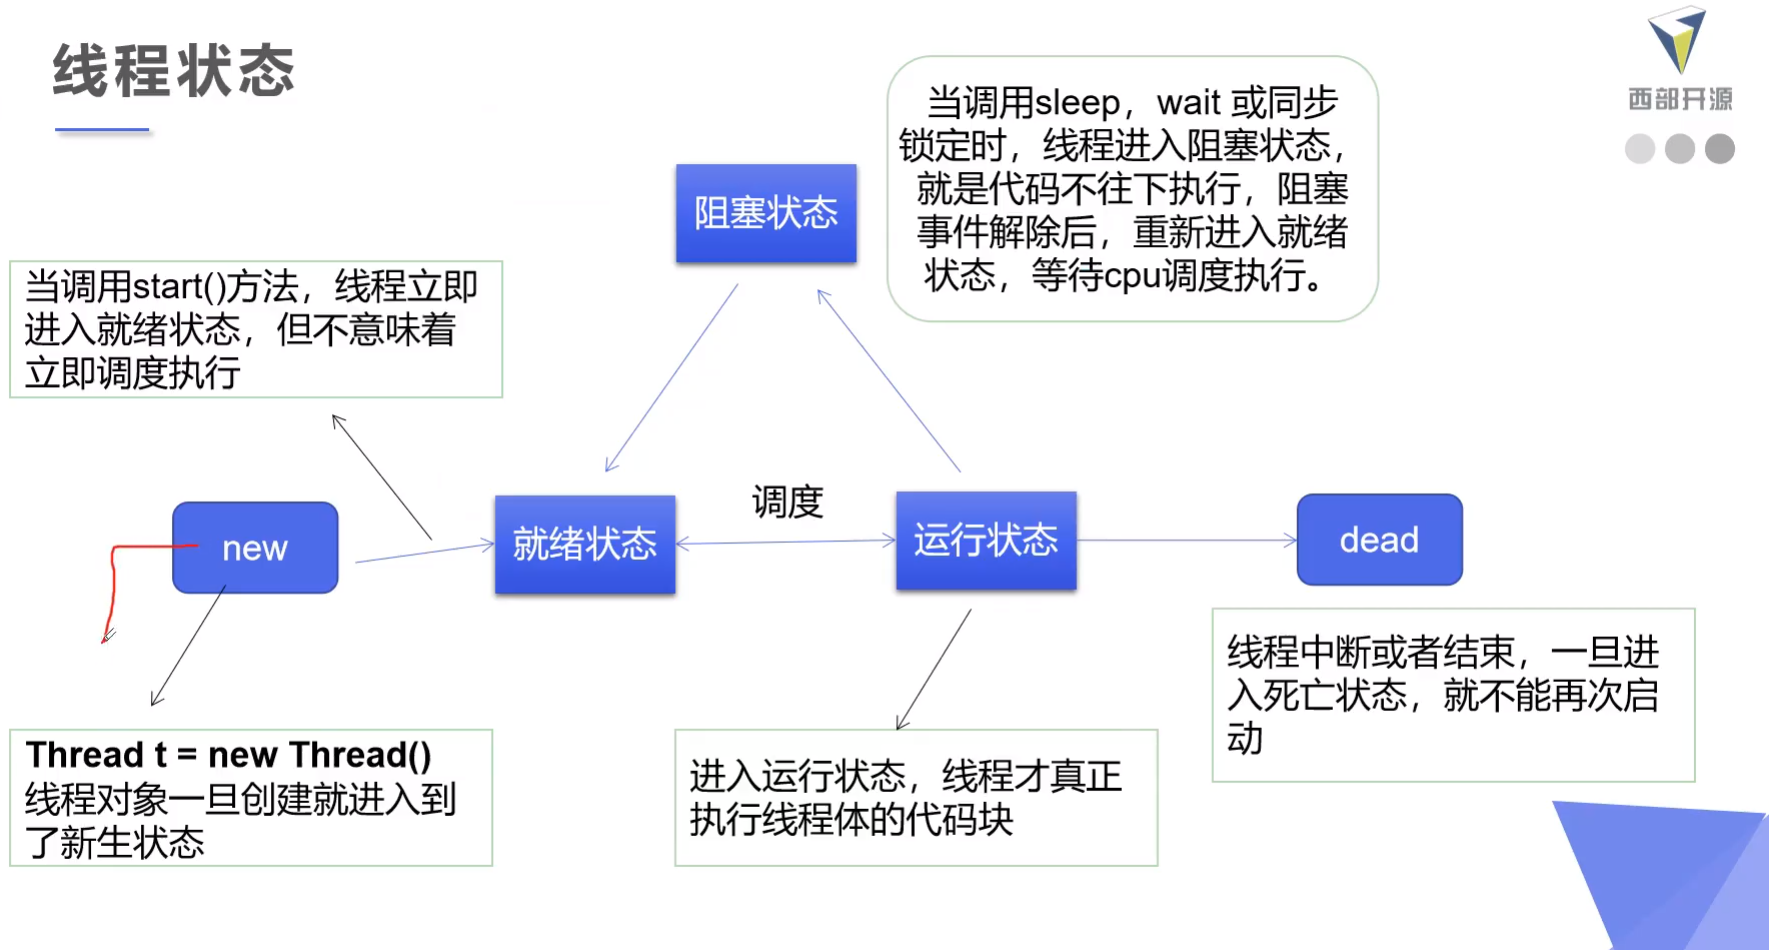 线程状态
西部开源
当调用sleep，wait 或同步
锁定时，线程进入阻塞状态，
就是代码不往下执行，阻塞
事件解除后，重新进入就绪
状态，等待cpu调度执行。
阻塞状态
当调用start()方法，线程立即
进入就绪状态，但不意味着
立即调度执行
new
就绪状态
调度
运行状态
dead
Thread t = new Thread()
线程对象一旦创建就进入到
了新生状态
进入运行状态，线程才真正
执行线程体的代码块
线程中断或者结束，一旦进
入死亡状态，就不能再次启
动